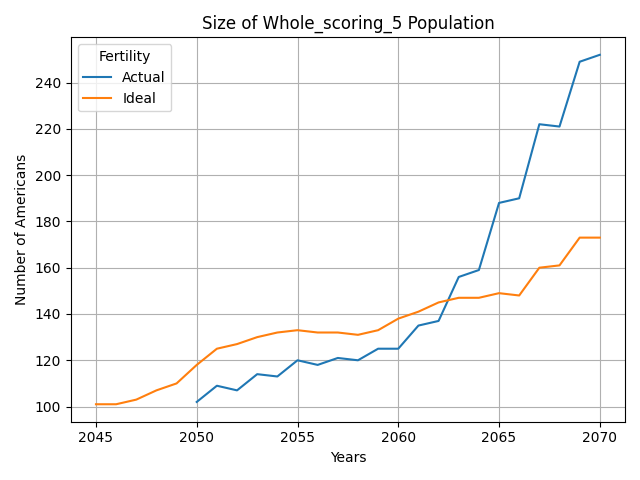 Size of Whole_scoring_5 Population
Fertility
Actual
Ideal
Number of Americans
240
220
200
180
160
140
120
100
2045
2050
2055
2060
2065
2070
Years